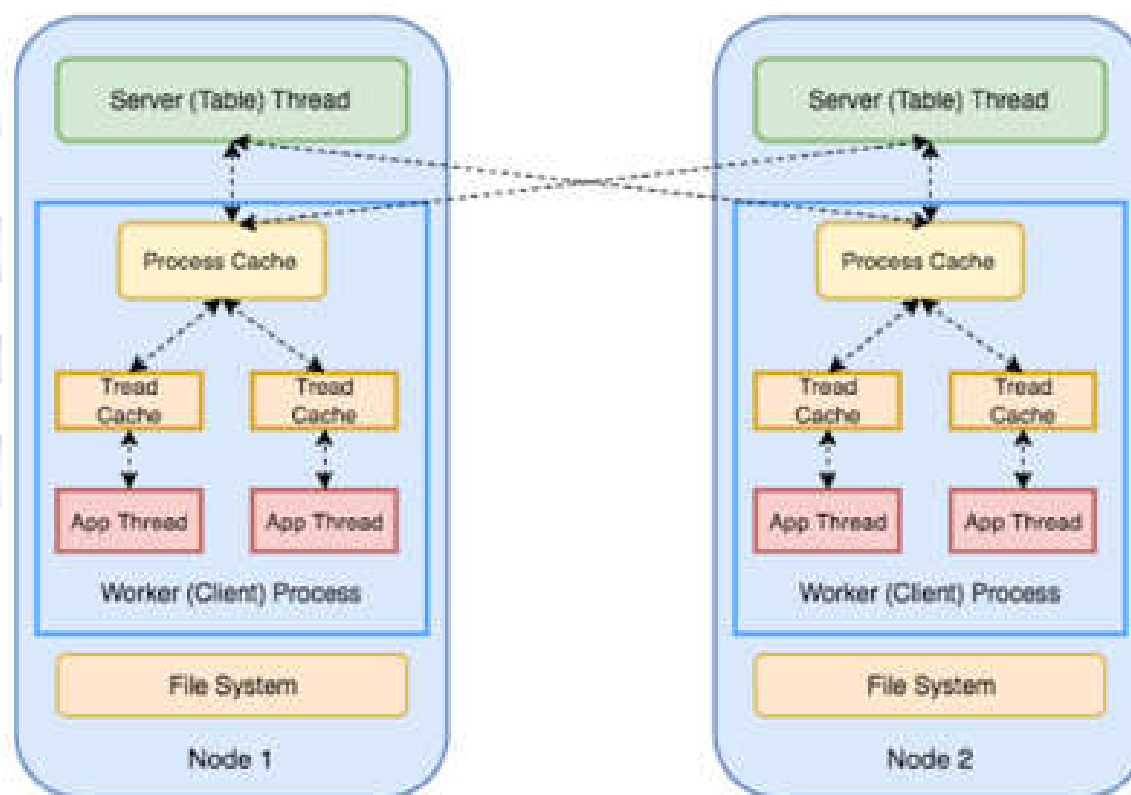 Server (Table) Thread
Process Cache
Tread
Cache
Tread
Cache
App Thread
App Thread
Worker (Client) Process
File System
Node 1
Server (Table) Thread
Process Cache
Tread
Cache
Tread
Cache
App Thread
App Thread
Worker (Client) Process
File System
Node 2